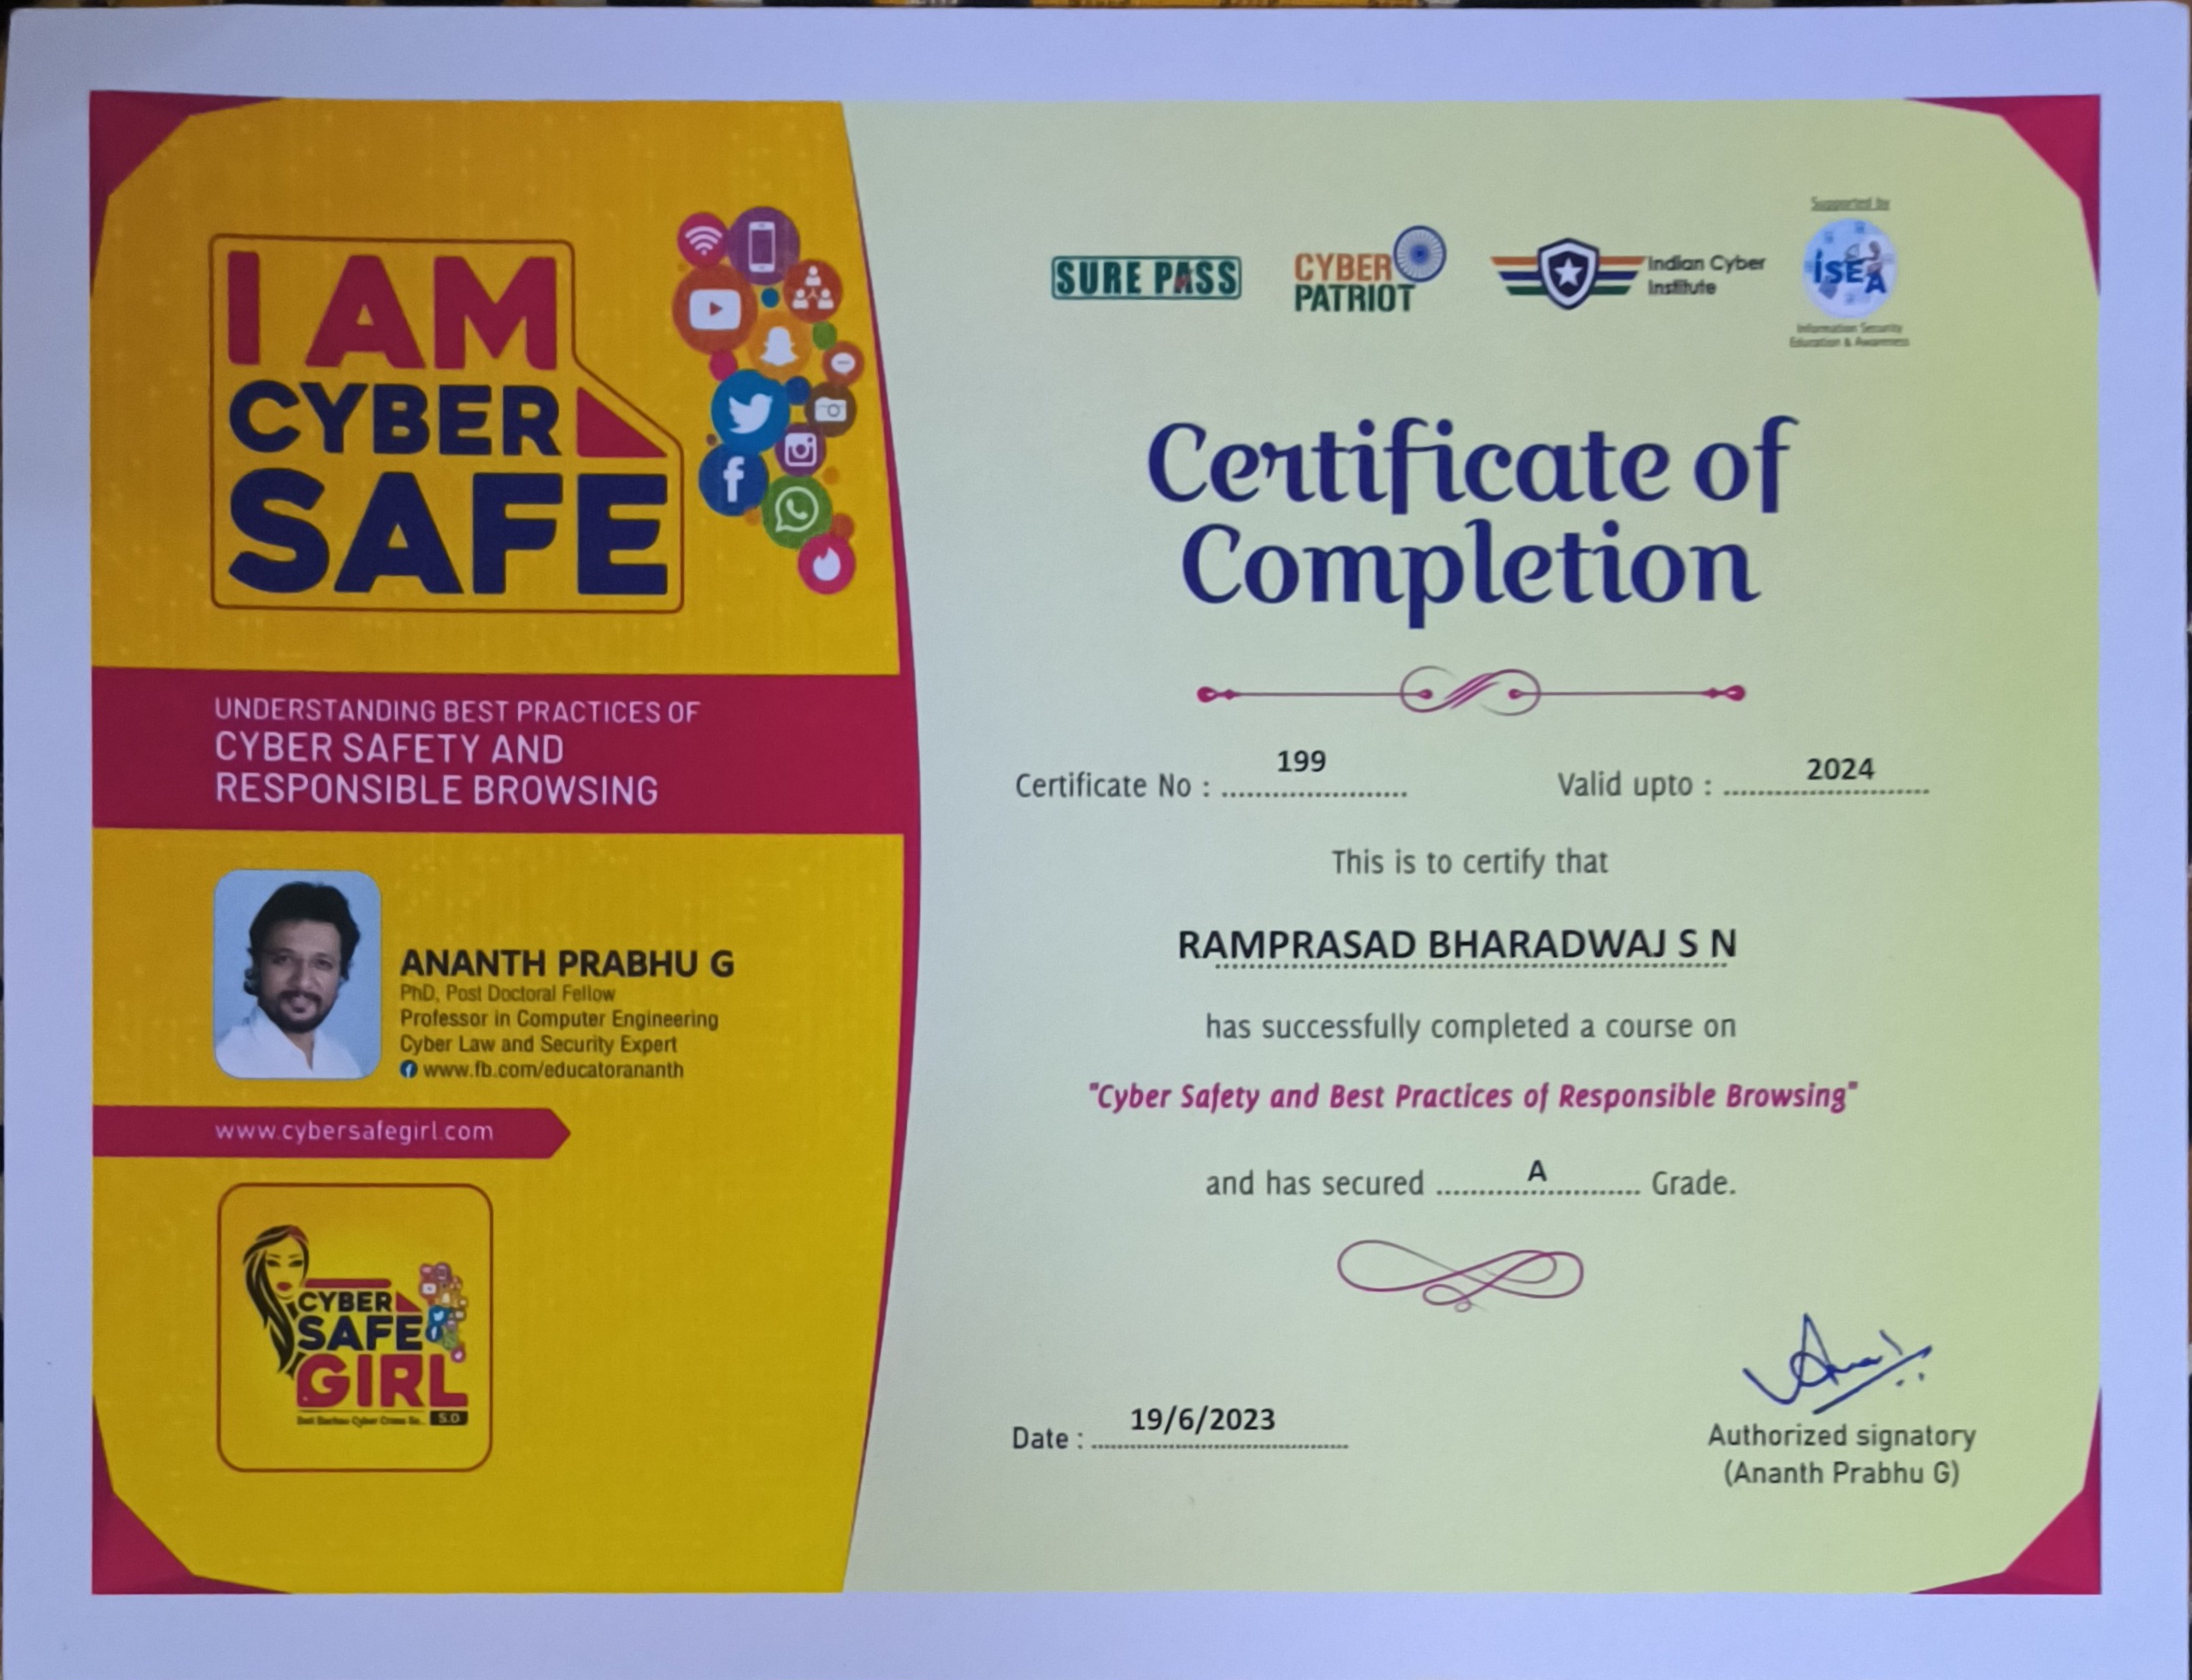 I AM
CYBER
SAFE
UNDERSTANDING BEST PRACTICES OF
CYBER SAFETY AND
RESPONSIBLE BROWSING
ANANTH PRABHU G
PhD, Post Doctoral Fellow
Professor in Computer Engineering
Cyber Law and Security Expert
www.fb.com/educatorananth
www.cybersafegirl.com
CYBER
SAFE
GIRL
5.0
SURE PASS
CYBER
PATRIOT
Indian Cyber
Institute
Supported by
ISEA
Information Security
Education & Awareness
Certificate of
Completion
Certificate No : 199 Valid upto : 2024
This is to certify that
RAMPRASAD BHARADWAJ S N
has successfully completed a course on
"Cyber Safety and Best Practices of Responsible Browsing"
and has secured A Grade.
Date : 19/6/2023
Authorized signatory
(Ananth Prabhu G)